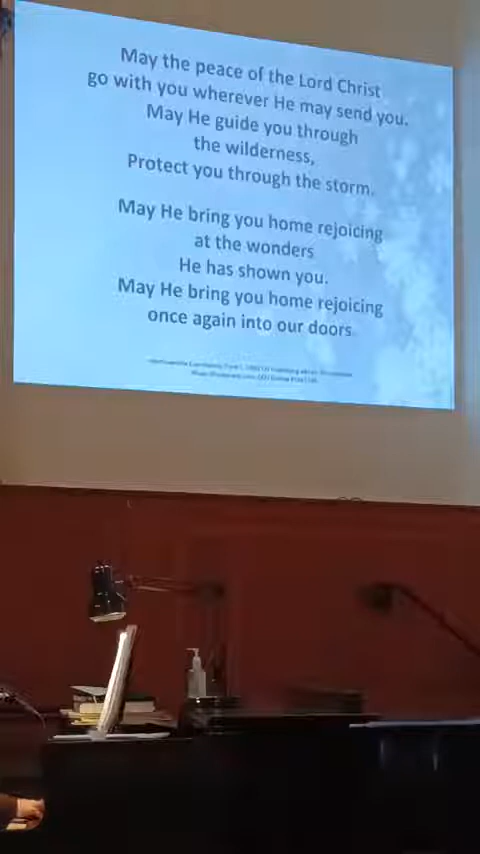 May the peace of the Lord Christ
go with you wherever He may send you.
May He guide you through
the wilderness,
Protect you through the storm.
May He bring you home rejoicing
at the wonders
He has shown you.
May He bring you home rejoicing
once again into our doors.